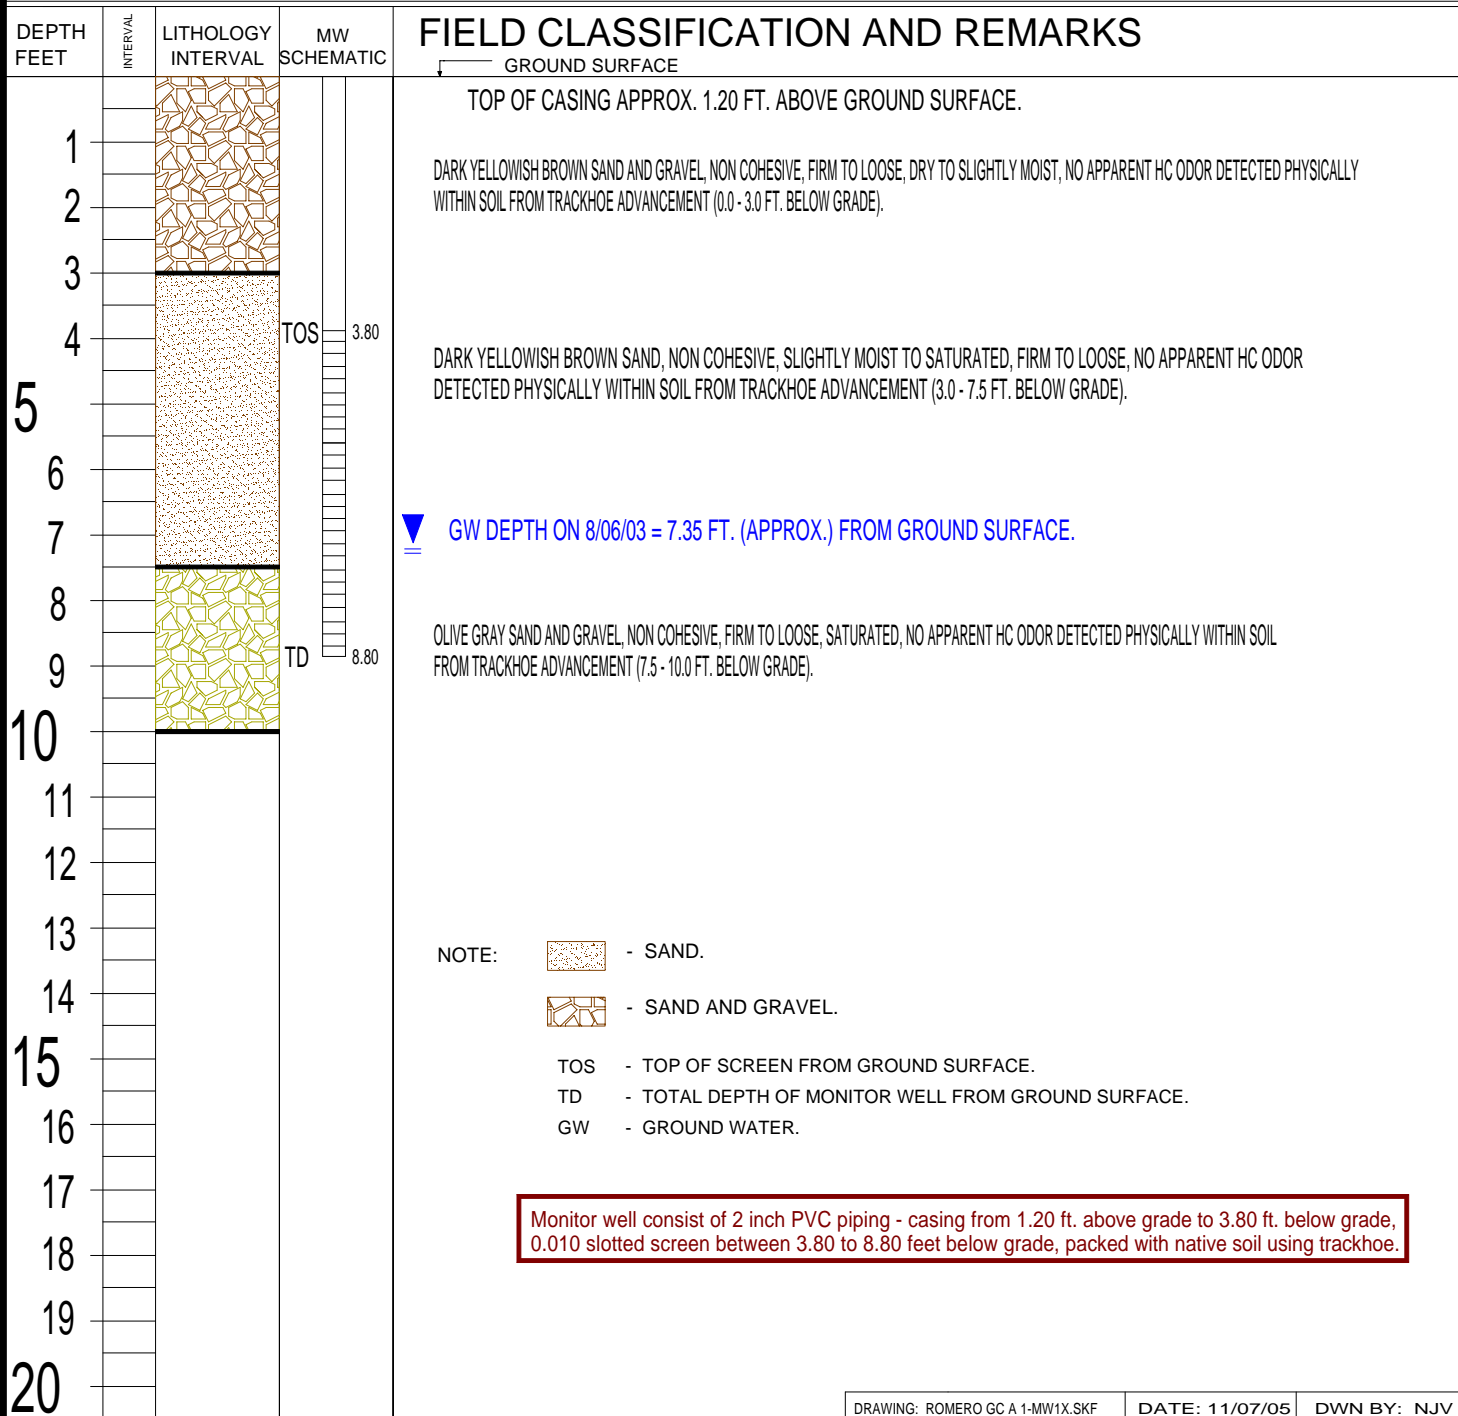 DEPTH
FEET
INTERVAL
LITHOLOGY
INTERVAL
MW
SCHEMATIC
FIELD CLASSIFICATION AND REMARKS
GROUND SURFACE
TOP OF CASING APPROX. 1.20 FT. ABOVE GROUND SURFACE.
1
DARK YELLOWISH BROWN SAND AND GRAVEL, NON COHESIVE, FIRM TO LOOSE, DRY TO SLIGHTLY MOIST, NO APPARENT HC ODOR DETECTED PHYSICALLY
WITHIN SOIL FROM TRACKHOE ADVANCEMENT (0.0 - 3.0 FT. BELOW GRADE).
2
3
TOS 3.80
4
DARK YELLOWISH BROWN SAND, NON COHESIVE, SLIGHTLY MOIST TO SATURATED, FIRM TO LOOSE, NO APPARENT HC ODOR
DETECTED PHYSICALLY WITHIN SOIL FROM TRACKHOE ADVANCEMENT (3.0 - 7.5 FT. BELOW GRADE).
5
6
7
GW DEPTH ON 8/06/03 = 7.35 FT. (APPROX.) FROM GROUND SURFACE.
8
OLIVE GRAY SAND AND GRAVEL, NON COHESIVE, FIRM TO LOOSE, SATURATED, NO APPARENT HC ODOR DETECTED PHYSICALLY WITHIN SOIL
FROM TRACKHOE ADVANCEMENT (7.5 - 10.0 FT. BELOW GRADE).
TD 8.80
9
10
11
12
13
14
15
16
17
18
19
20
NOTE:
- SAND.
- SAND AND GRAVEL.
TOS - TOP OF SCREEN FROM GROUND SURFACE.
TD - TOTAL DEPTH OF MONITOR WELL FROM GROUND SURFACE.
GW - GROUND WATER.
Monitor well consist of 2 inch PVC piping - casing from 1.20 ft. above grade to 3.80 ft. below grade,
0.010 slotted screen between 3.80 to 8.80 feet below grade, packed with native soil using trackhoe.
DRAWING: ROMERO GC A 1-MW1X.SKF
DATE: 11/07/05
DWN BY: NJV